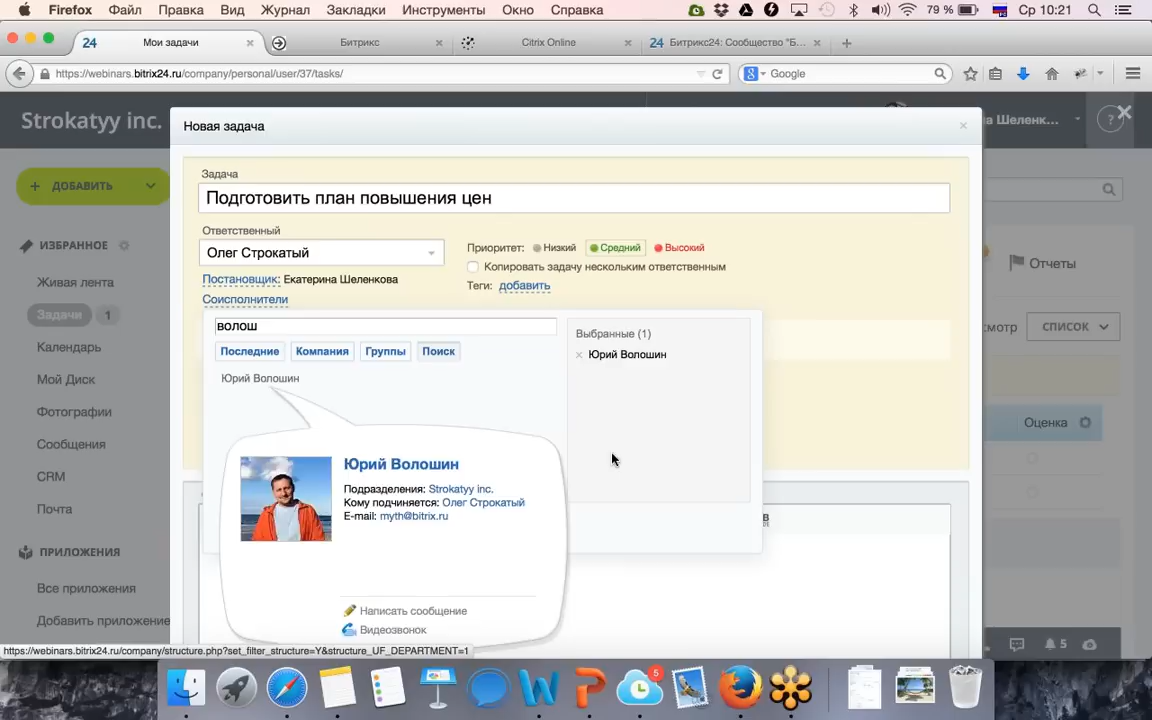 Firefox Файл Правка Вид Журнал Закладки Инструменты Окно Справка 79 % Ср 10:21
24 Мои задачи × Битрикс × Citrix Online × 24 Битрикс24: Сообщество "Б... × +
https://webinars.bitrix24.ru/company/personal/user/37/tasks/
Google
Strokatyy inc.
Новая задача
а Шеленк...
?
Задача
+ ДОБАВИТЬ
Подготовить план повышения цен
Ответственный
ИЗБРАННОЕ
Олег Строкатый
Приоритет: Низкий Средний Высокий
Отчеты
Копировать задачу нескольким ответственным
Живая лента
Постановщик: Екатерина Шеленкова
Теги: добавить
Соисполнители
Задачи 1
волош
Выбранные (1)
смотр
СПИСОК
Календарь
Последние Компания Группы Поиск
× Юрий Волошин
Мой Диск
Юрий Волошин
Фотографии
Оценка
Сообщения
Юрий Волошин
CRM
Подразделения: Strokatyy inc.
Кому подчиняется: Олег Строкатый
E-mail: myth@bitrix.ru
Почта
ПРИЛОЖЕНИЯ
Все приложения
Написать сообщение
Добавить приложение
Видеозвонок
5
https://webinars.bitrix24.ru/company/structure.php?set_filter_structure=Y&structure_UF_DEPARTMENT=1
5